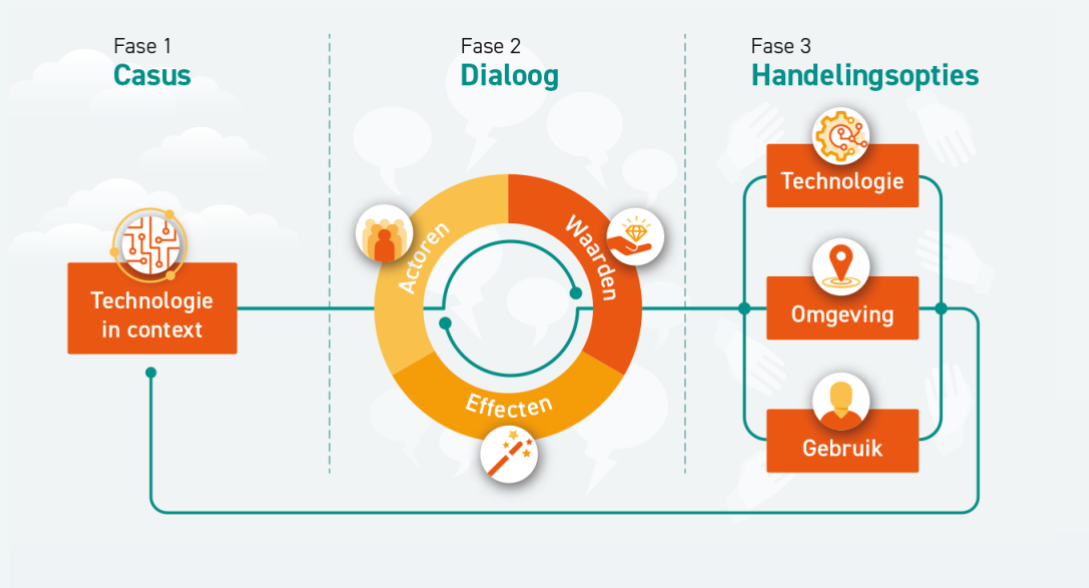 Fase 1
Casus
Technologie
in context
Fase 2
Dialoog
Actoren
Waarden
Effecten
Fase 3
Handelingsopties
Technologie
Omgeving
Gebruik